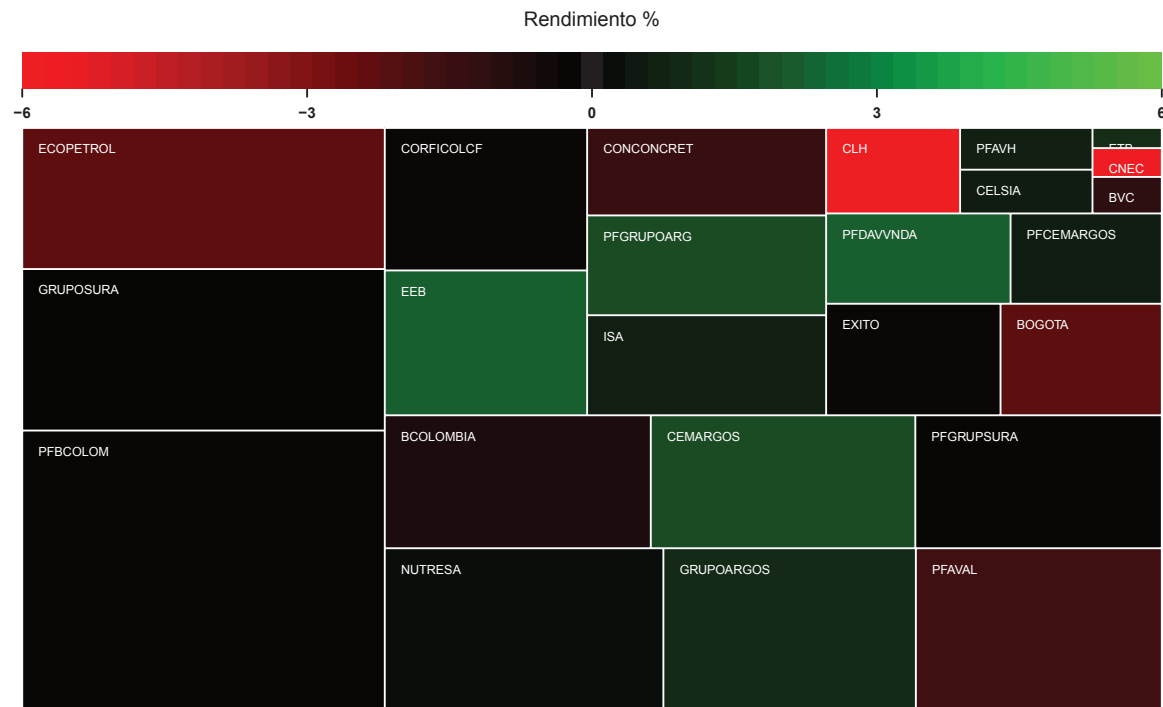 Rendimiento %
−6 −3 0 3 6
ECOPETROL
CORFICOLCF
CONCONCRET
CLH
PFAVH
CNEC
CELSIA
BVC
PFGRUPOARG
PFDAVVNDA
PFCEMARGOS
GRUPOSURA
EEB
ISA
EXITO
BOGOTA
PFBCOLOM
BCOLOMBIA
CEMARGOS
PFGRUPSURA
NUTRESA
GRUPOARGOS
PFAVAL